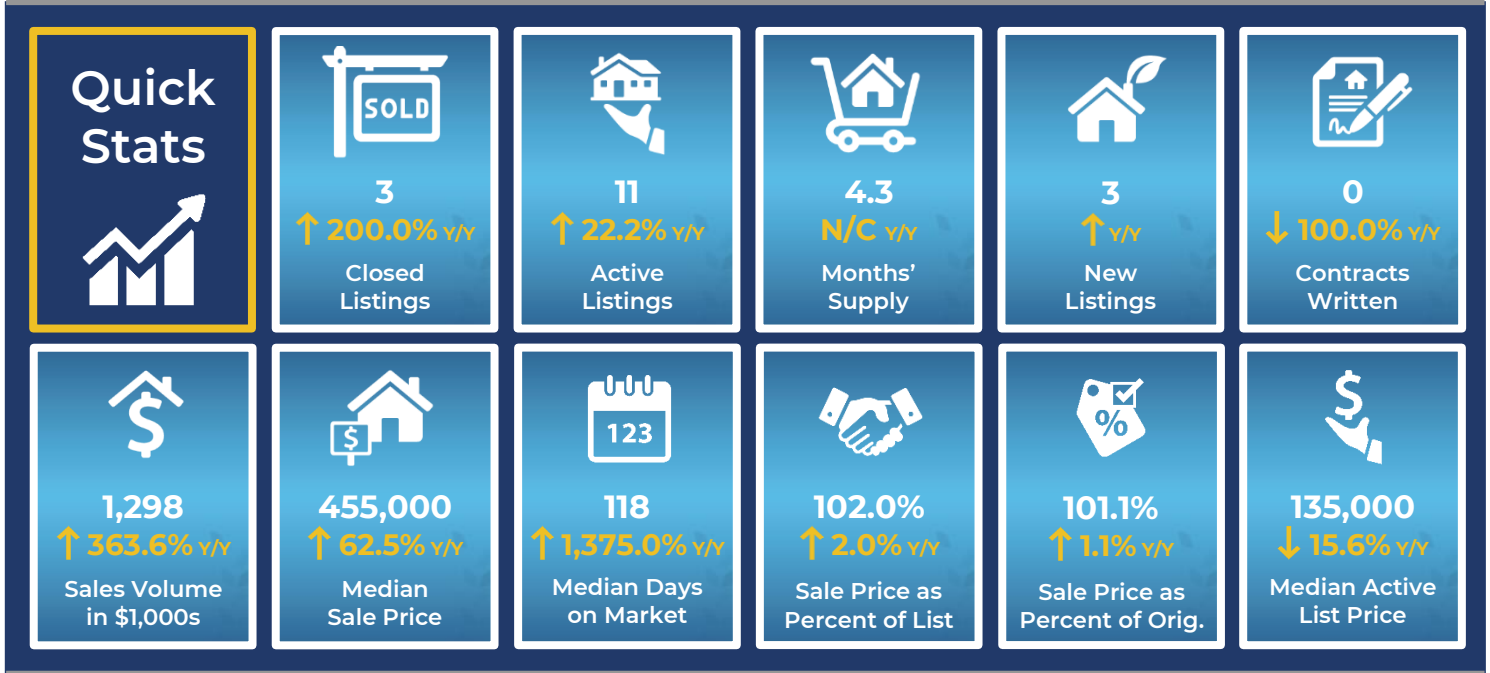 Quick
Stats
SOLD
3
↑ 200.0% Y/Y
Closed
Listings
11
↑ 22.2% Y/Y
Active
Listings
4.3
N/C Y/Y
Months’
Supply
3
↑ Y/Y
New
Listings
0
↓ 100.0% Y/Y
Contracts
Written
$
1,298
↑ 363.6% Y/Y
Sales Volume
in $1,000s
$
455,000
↑ 62.5% Y/Y
Median
Sale Price
123
118
↑ 1,375.0% Y/Y
Median Days
on Market
102.0%
↑ 2.0% Y/Y
Sale Price as
Percent of List
%
101.1%
↑ 1.1% Y/Y
Sale Price as
Percent of Orig.
$
135,000
↓ 15.6% Y/Y
Median Active
List Price